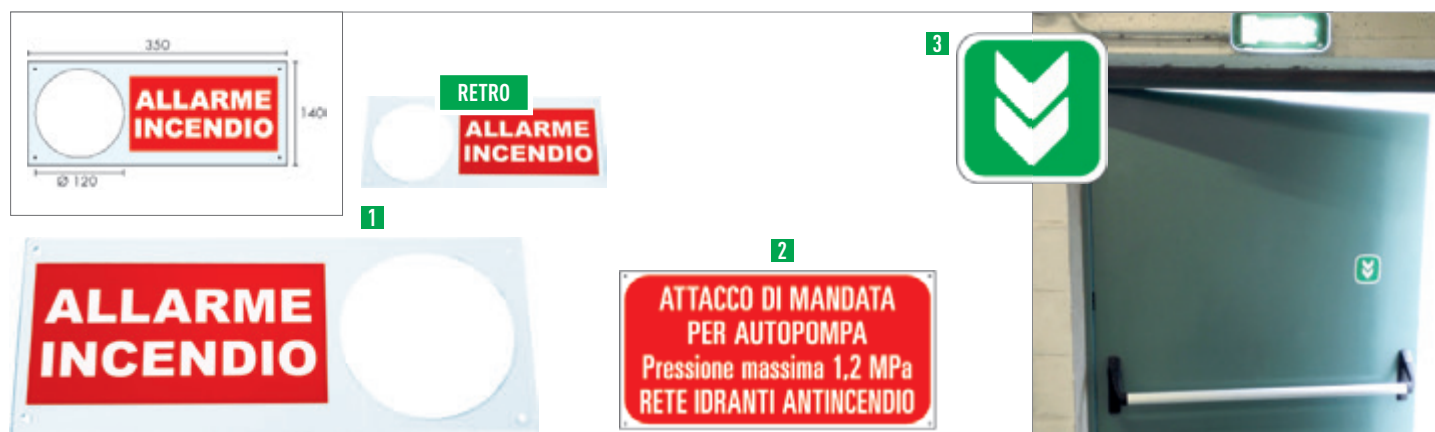 350
ALLARME
INCENDIO
140
Ø 120
RETRO
ALLARME
INCENDIO
1
ALLARME
INCENDIO
2
ATTACCO DI MANDATA
PER AUTOPOMPA
Pressione massima 1,2 MPa
RETE IDRANTI ANTINCENDIO
3